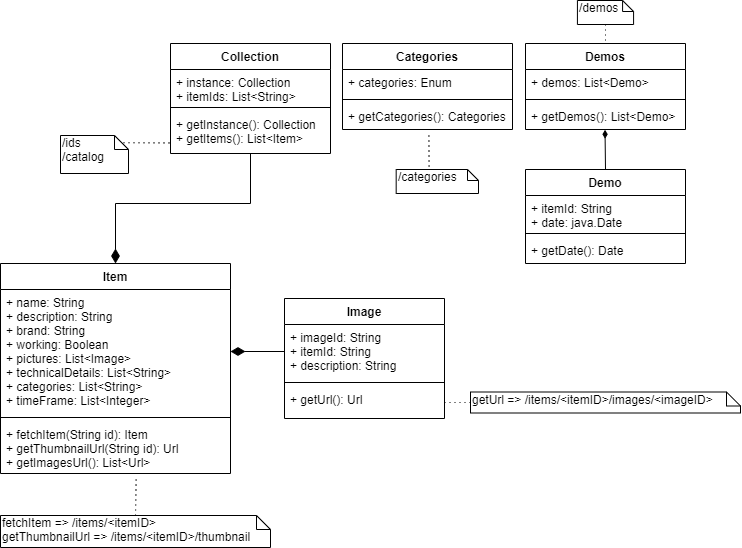 /demos
Collection
+ instance: Collection
+ itemIds: List<String>
+ getInstance(): Collection
+ getItems(): List<Item>
Categories
+ categories: Enum
+ getCategories(): Categories
Demos
+ demos: List<Demo>
+ getDemos(): List<Demo>
/ids
/catalog
/categories
Demo
+ itemId: String
+ date: java.Date
+ getDate(): Date
Item
+ name: String
+ description: String
+ brand: String
+ working: Boolean
+ pictures: List<Image>
+ technicalDetails: List<String>
+ categories: List<String>
+ timeFrame: List<Integer>
+ fetchItem(String id): Item
+ getThumbnailUrl(String id): Url
+ getImagesUrl(): List<Url>
Image
+ imageId: String
+ itemId: String
+ description: String
+ getUrl(): Url
getUrl => /items/<itemID>/images/<imageID>
fetchItem => /items/<itemID>
getThumbnailUrl => /items/<itemID>/thumbnail